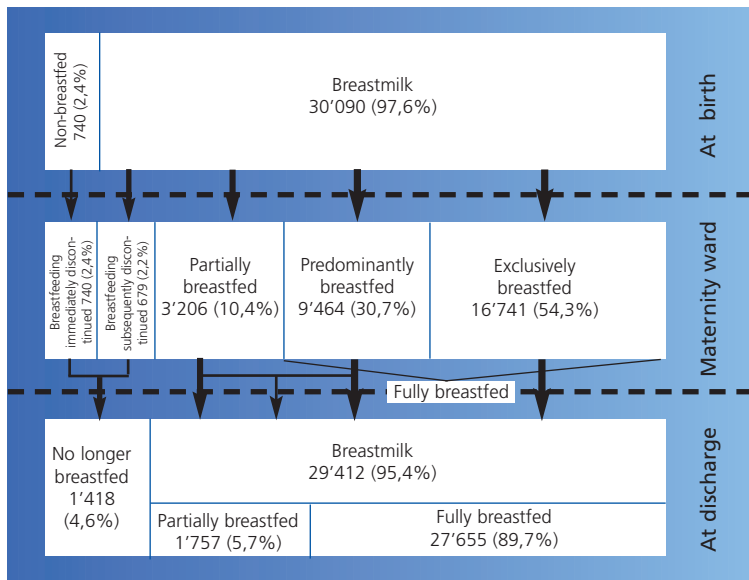 Non-breastfed
740 (2,4%)
Breastmilk
30’090 (97,6%)
At birth
Breastfeeding
immediately discon-
tinued 740 (2,4%)
Breastfeeding
subsequently discon-
tinued 679 (2,2%)
Partially
breastfed
3’206 (10,4%)
Predominantly
breastfed
9’464 (30,7%)
Exclusively
breastfed
16’741 (54,3%)
Maternity ward
Fully breastfed
No longer
breastfed
1’418
(4,6%)
Breastmilk
29’412 (95,4%)
Partially breastfed
1’757 (5,7%)
Fully breastfed
27’655 (89,7%)
At discharge